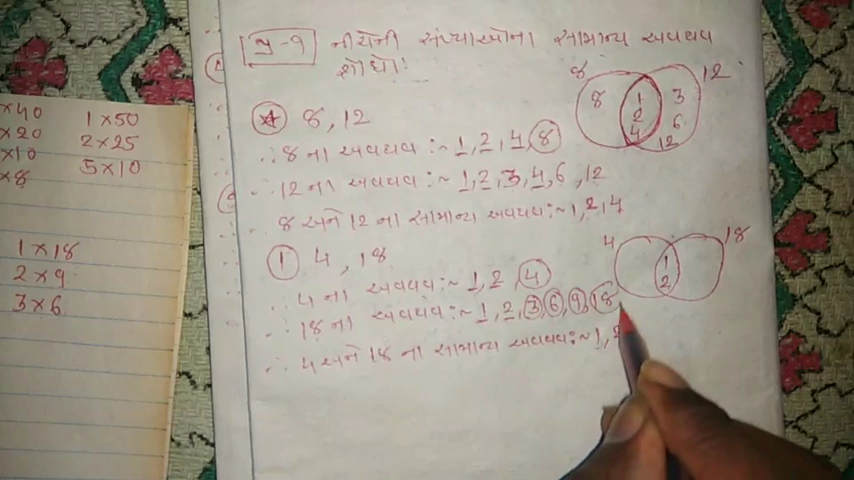 ×40 1×50
×20 2×25
×10 5×10
×8
1×18
2×9
3×6
પ્ર-૧ નીચેની સંખ્યાઓના સામાન્ય અવયવ
શોધો:
8, 12
∴ 8 ના અવયવ :~ 1, 2, 4, 8
∴ 12 ના અવયવ :~ 1, 2, 3, 4, 6, 12
∴ 8 અને 12 ના સામાન્ય અવયવ :~ 1, 2, 4
8 12
8 1 3
2 6
4 12
1 4, 18
∴ 4 ના અવયવ :~ 1, 2, 4
∴ 18 ના અવયવ :~ 1, 2, 3, 6, 9, 18
∴ 4 અને 18 ના સામાન્ય અવયવ :~ 1, 2
4 18
1
2